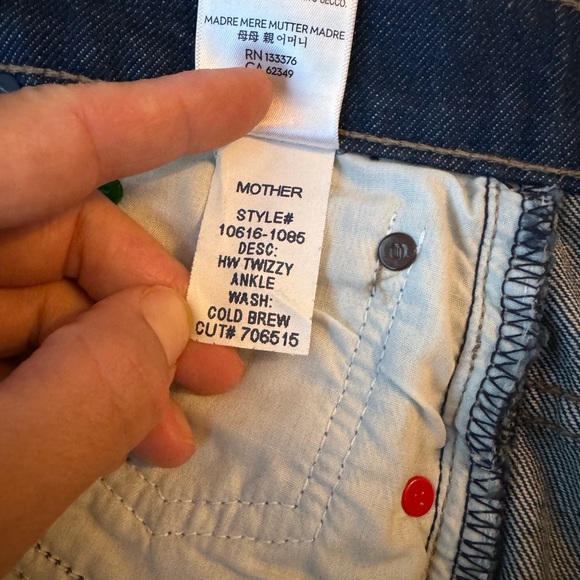 SECCO.
MADRE MERE MUTTER MADRE
母母 親 어머니
RN 133376
CA 62349
MOTHER
STYLE#
10616-1085
DESC:
HW TWIZZY
ANKLE
WASH:
COLD BREW
CUT# 706515